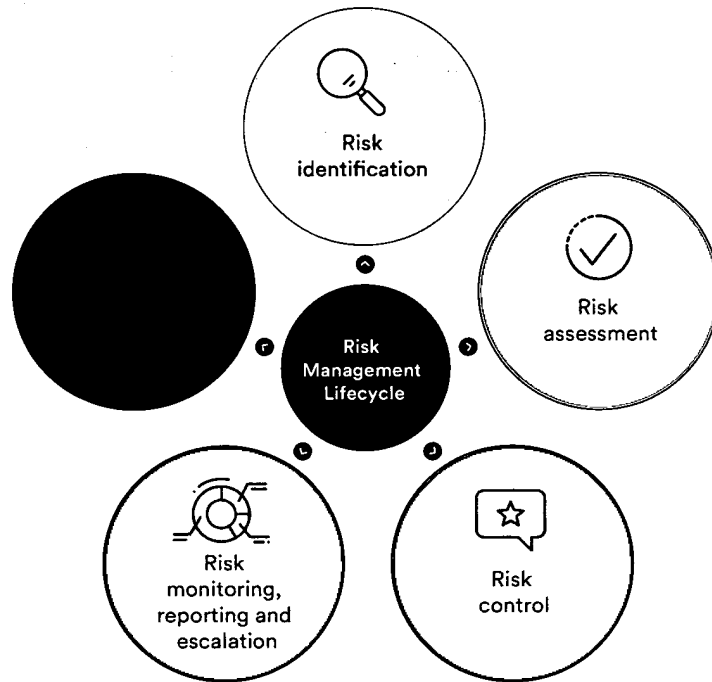 Risk
identification
Risk
assessment
Risk
Management
Lifecycle
Risk
monitoring,
reporting and
escalation
Risk
control